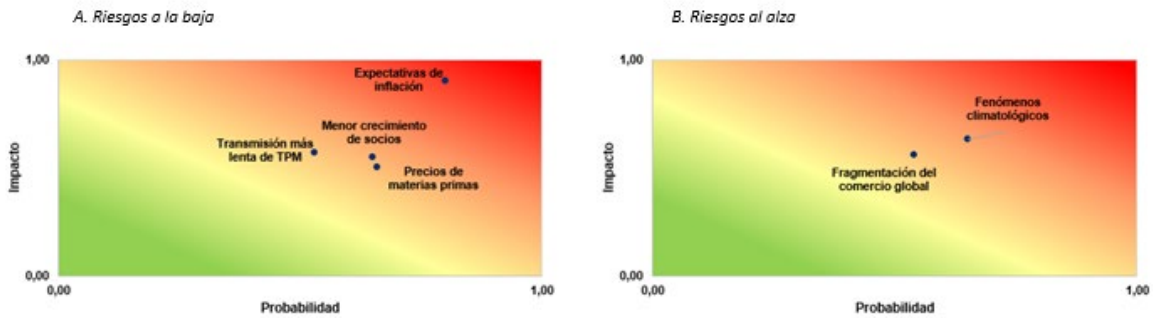 A. Riesgos a la baja
1,00
Expectativas de
inflación
Menor crecimiento
de socios
Transmisión más
lenta de TPM
Precios de
materias primas
Impacto
0,00
0,00
1,00
Probabilidad
B. Riesgos al alza
1,00
Fenómenos
climatológicos
Fragmentación del
comercio global
Impacto
0,00
0,00
1,00
Probabilidad